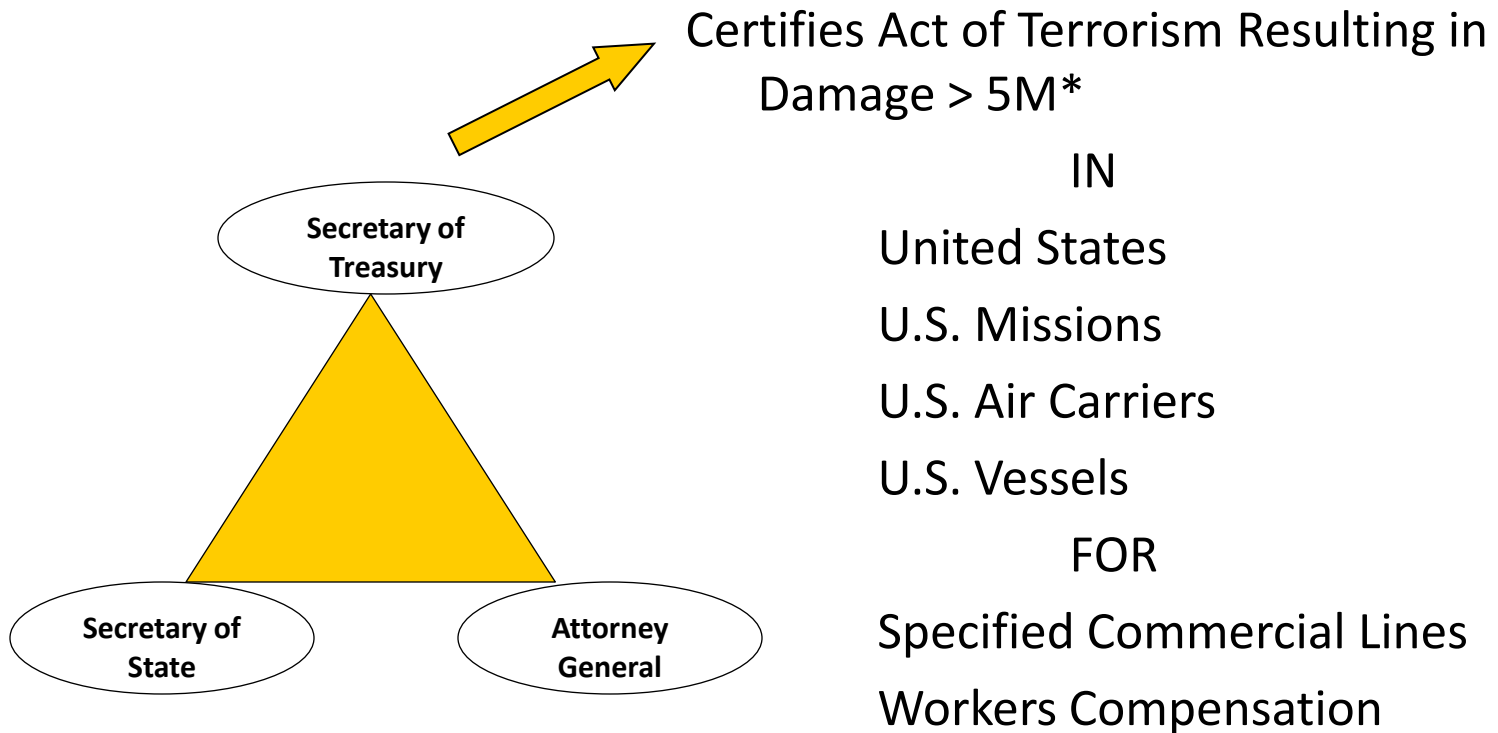 Certifies Act of Terrorism Resulting in
Damage > 5M*
IN
United States
U.S. Missions
U.S. Air Carriers
U.S. Vessels
FOR
Specified Commercial Lines
Workers Compensation
Secretary of
Treasury
Secretary of
State
Attorney
General